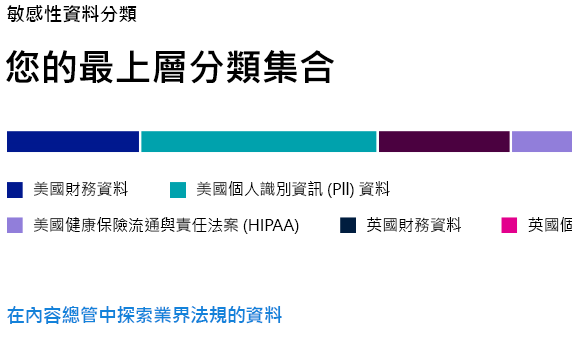 敏感性資料分類
您的最上層分類集合
美國財務資料 美國個人識別資訊 (PII) 資料
美國健康保險流通與責任法案 (HIPAA) 英國財務資料 英國個
在內容總管中探索業界法規的資料